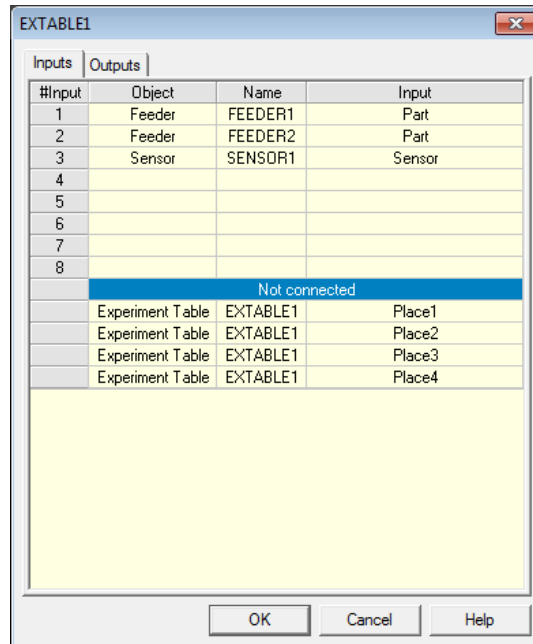 EXTABLE1
Inputs Outputs
#Input Object Name Input
1 Feeder FEEDER1 Part
2 Feeder FEEDER2 Part
3 Sensor SENSOR1 Sensor
4
5
6
7
8
Not connected
Experiment Table EXTABLE1 Place1
Experiment Table EXTABLE1 Place2
Experiment Table EXTABLE1 Place3
Experiment Table EXTABLE1 Place4
OK Cancel Help